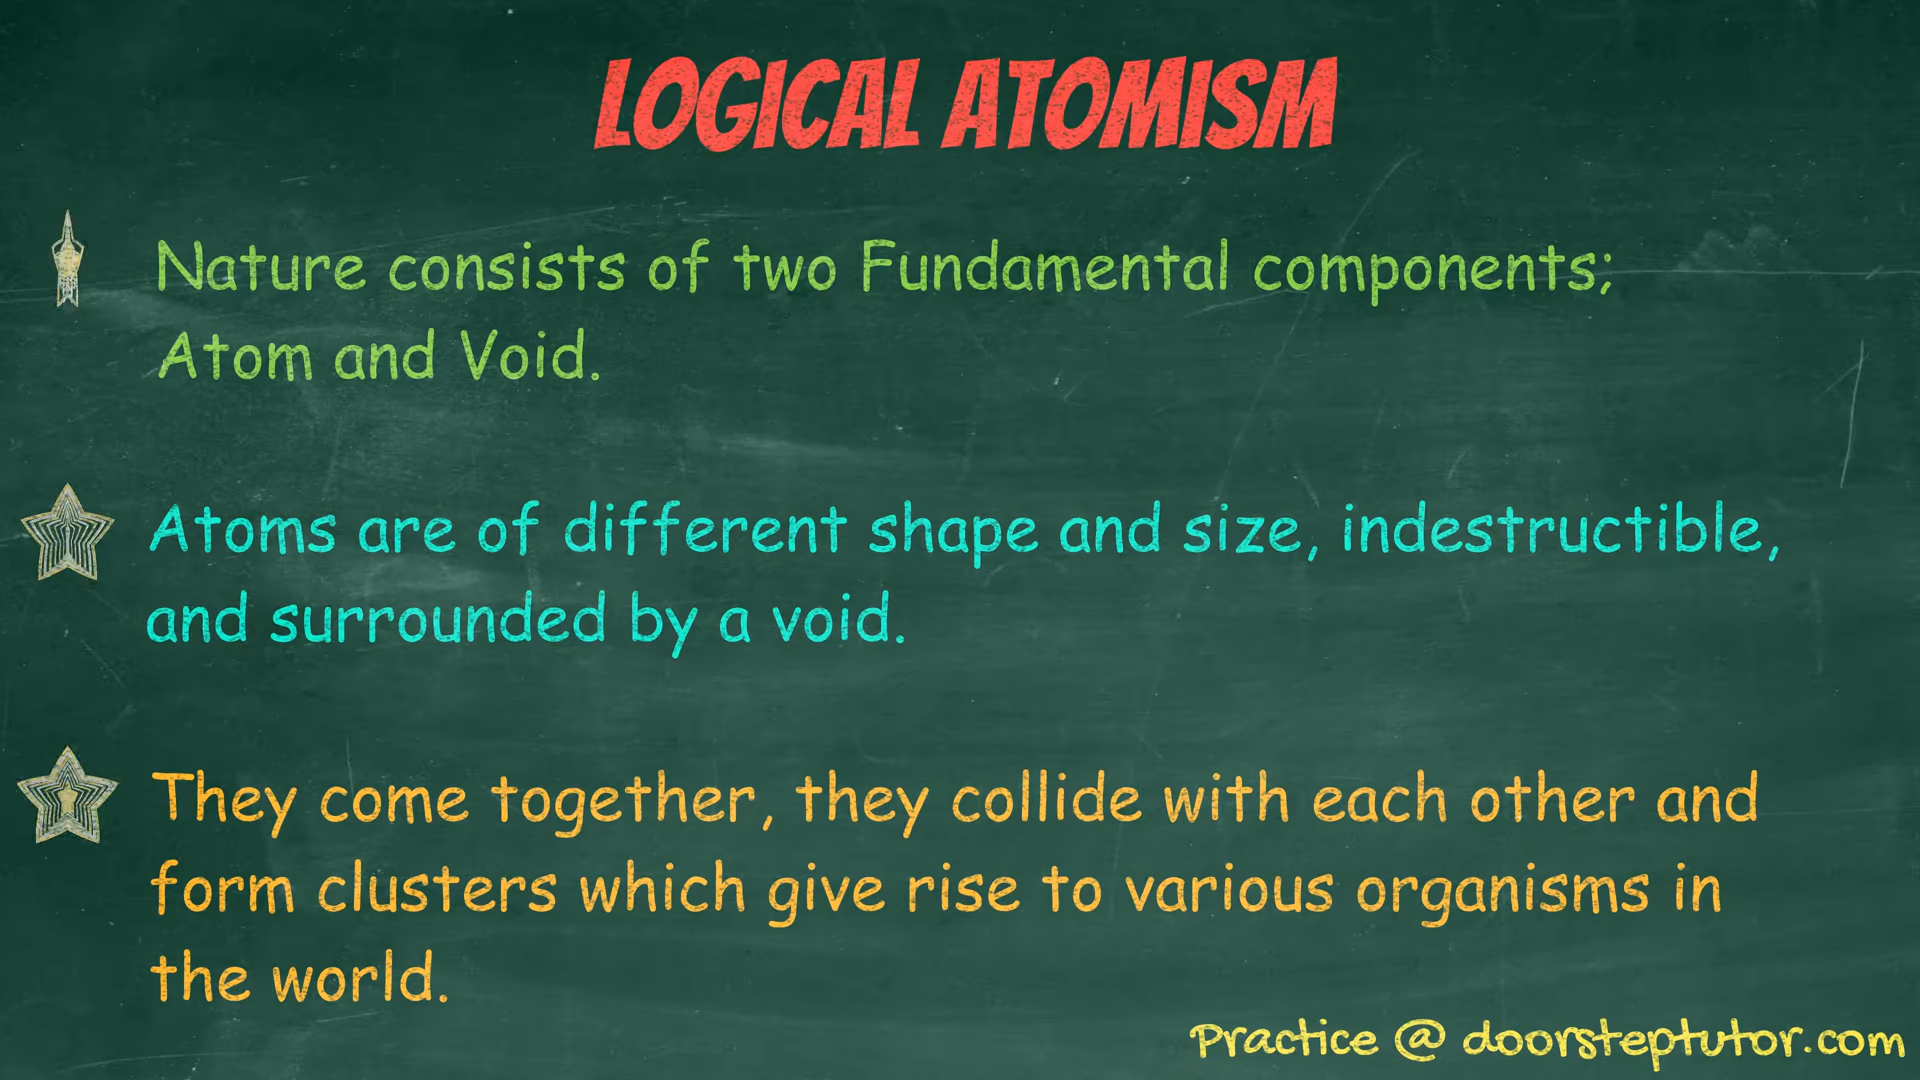 LOGICAL ATOMISM
Nature consists of two Fundamental components;
Atom and Void.
Atoms are of different shape and size, indestructible,
and surrounded by a void.
They come together, they collide with each other and
form clusters which give rise to various organisms in
the world.
Practice @ doorsteptutor.com